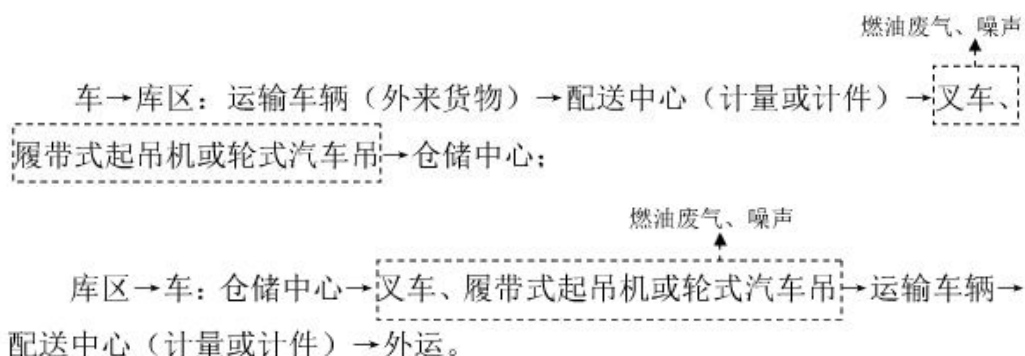 燃油废气、噪声
车→库区：运输车辆（外来货物）→配送中心（计量或计件）→叉车、
履带式起吊机或轮式汽车吊→仓储中心；
燃油废气、噪声
库区→车：仓储中心→叉车、履带式起吊机或轮式汽车吊→运输车辆→
配送中心（计量或计件）→外运。